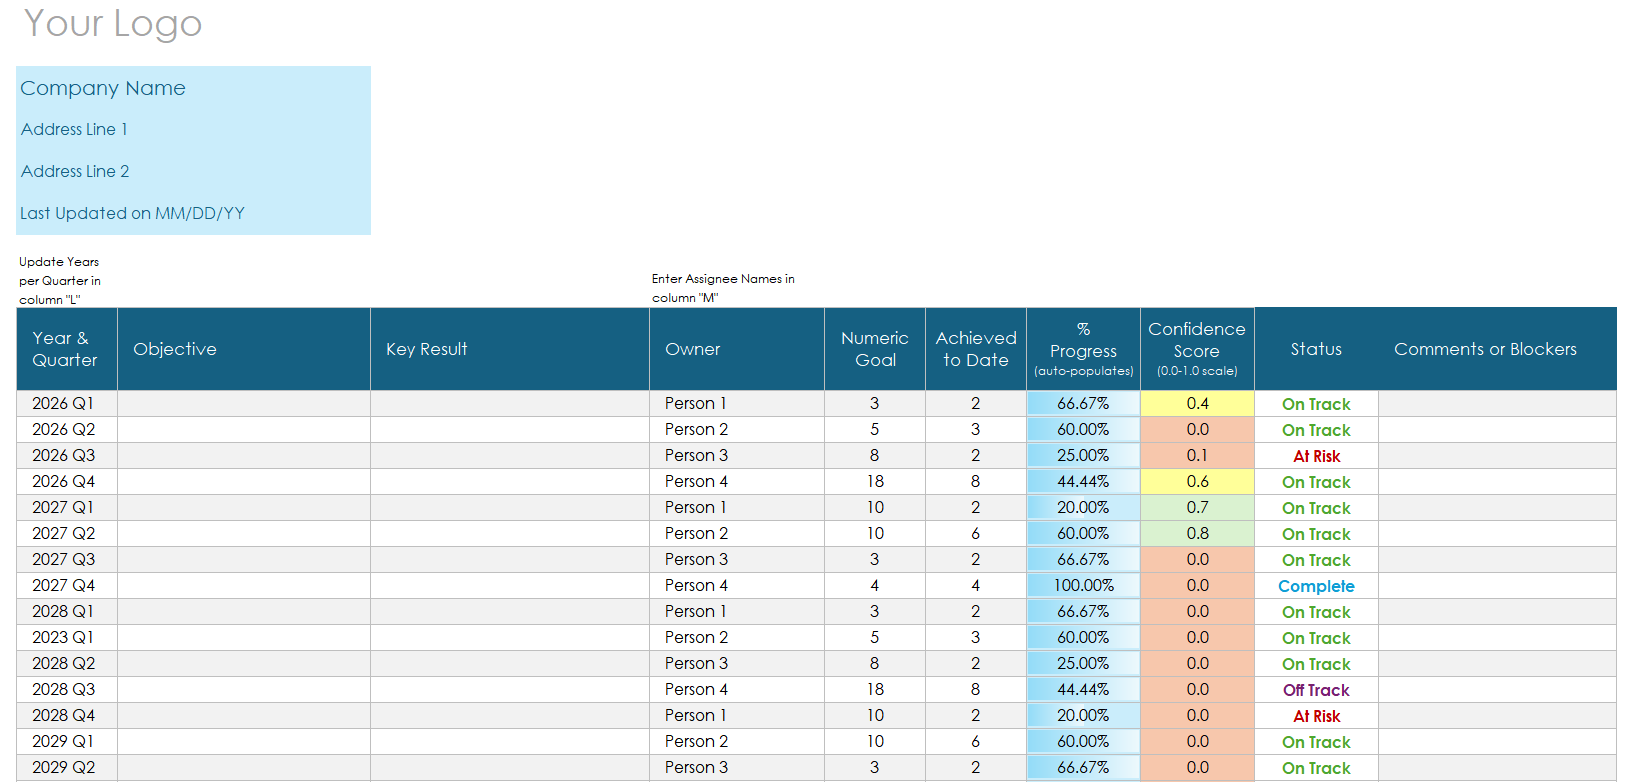 Your Logo
Company Name
Address Line 1
Address Line 2
Last Updated on MM/DD/YY
Update Years
per Quarter in
column "L"
Enter Assignee Names in
column "M"
Year & Quarter Objective Key Result Owner Numeric Goal Achieved to Date % Progress (auto-populates) Confidence Score (0.0-1.0 scale) Status Comments or Blockers
2026 Q1 Person 1 3 2 66.67% 0.4 On Track
2026 Q2 Person 2 5 3 60.00% 0.0 On Track
2026 Q3 Person 3 8 2 25.00% 0.1 At Risk
2026 Q4 Person 4 18 8 44.44% 0.6 On Track
2027 Q1 Person 1 10 2 20.00% 0.7 On Track
2027 Q2 Person 2 10 6 60.00% 0.8 On Track
2027 Q3 Person 3 3 2 66.67% 0.0 On Track
2027 Q4 Person 4 4 4 100.00% 0.0 Complete
2028 Q1 Person 1 3 2 66.67% 0.0 On Track
2023 Q1 Person 2 5 3 60.00% 0.0 On Track
2028 Q2 Person 3 8 2 25.00% 0.0 On Track
2028 Q3 Person 4 18 8 44.44% 0.0 Off Track
2028 Q4 Person 1 10 2 20.00% 0.0 At Risk
2029 Q1 Person 2 10 6 60.00% 0.0 On Track
2029 Q2 Person 3 3 2 66.67% 0.0 On Track